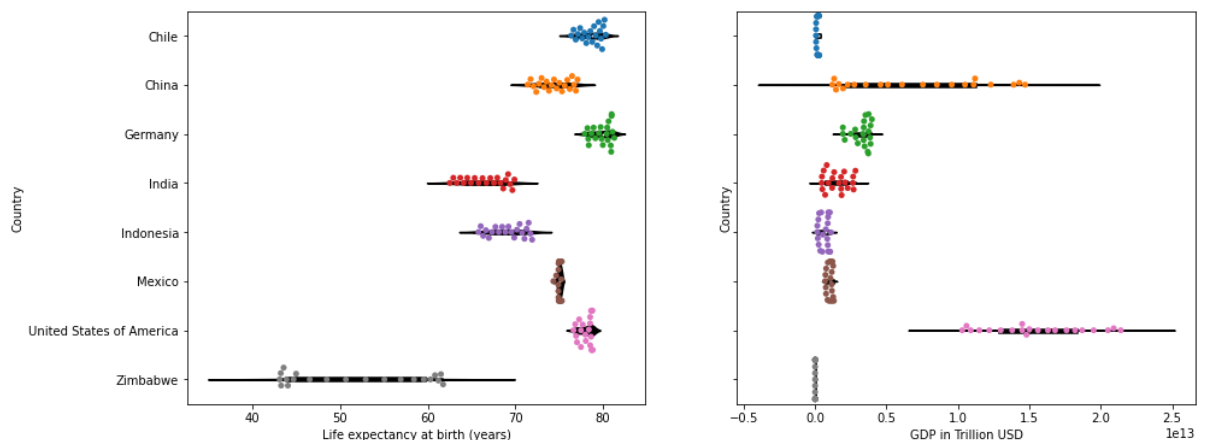 Country
Chile
China
Germany
India
Indonesia
Mexico
United States of America
Zimbabwe
40 50 60 70 80
Life expectancy at birth (years)
Country
−0.5 0.0 0.5 1.0 1.5 2.0 2.5
1e13
GDP in Trillion USD